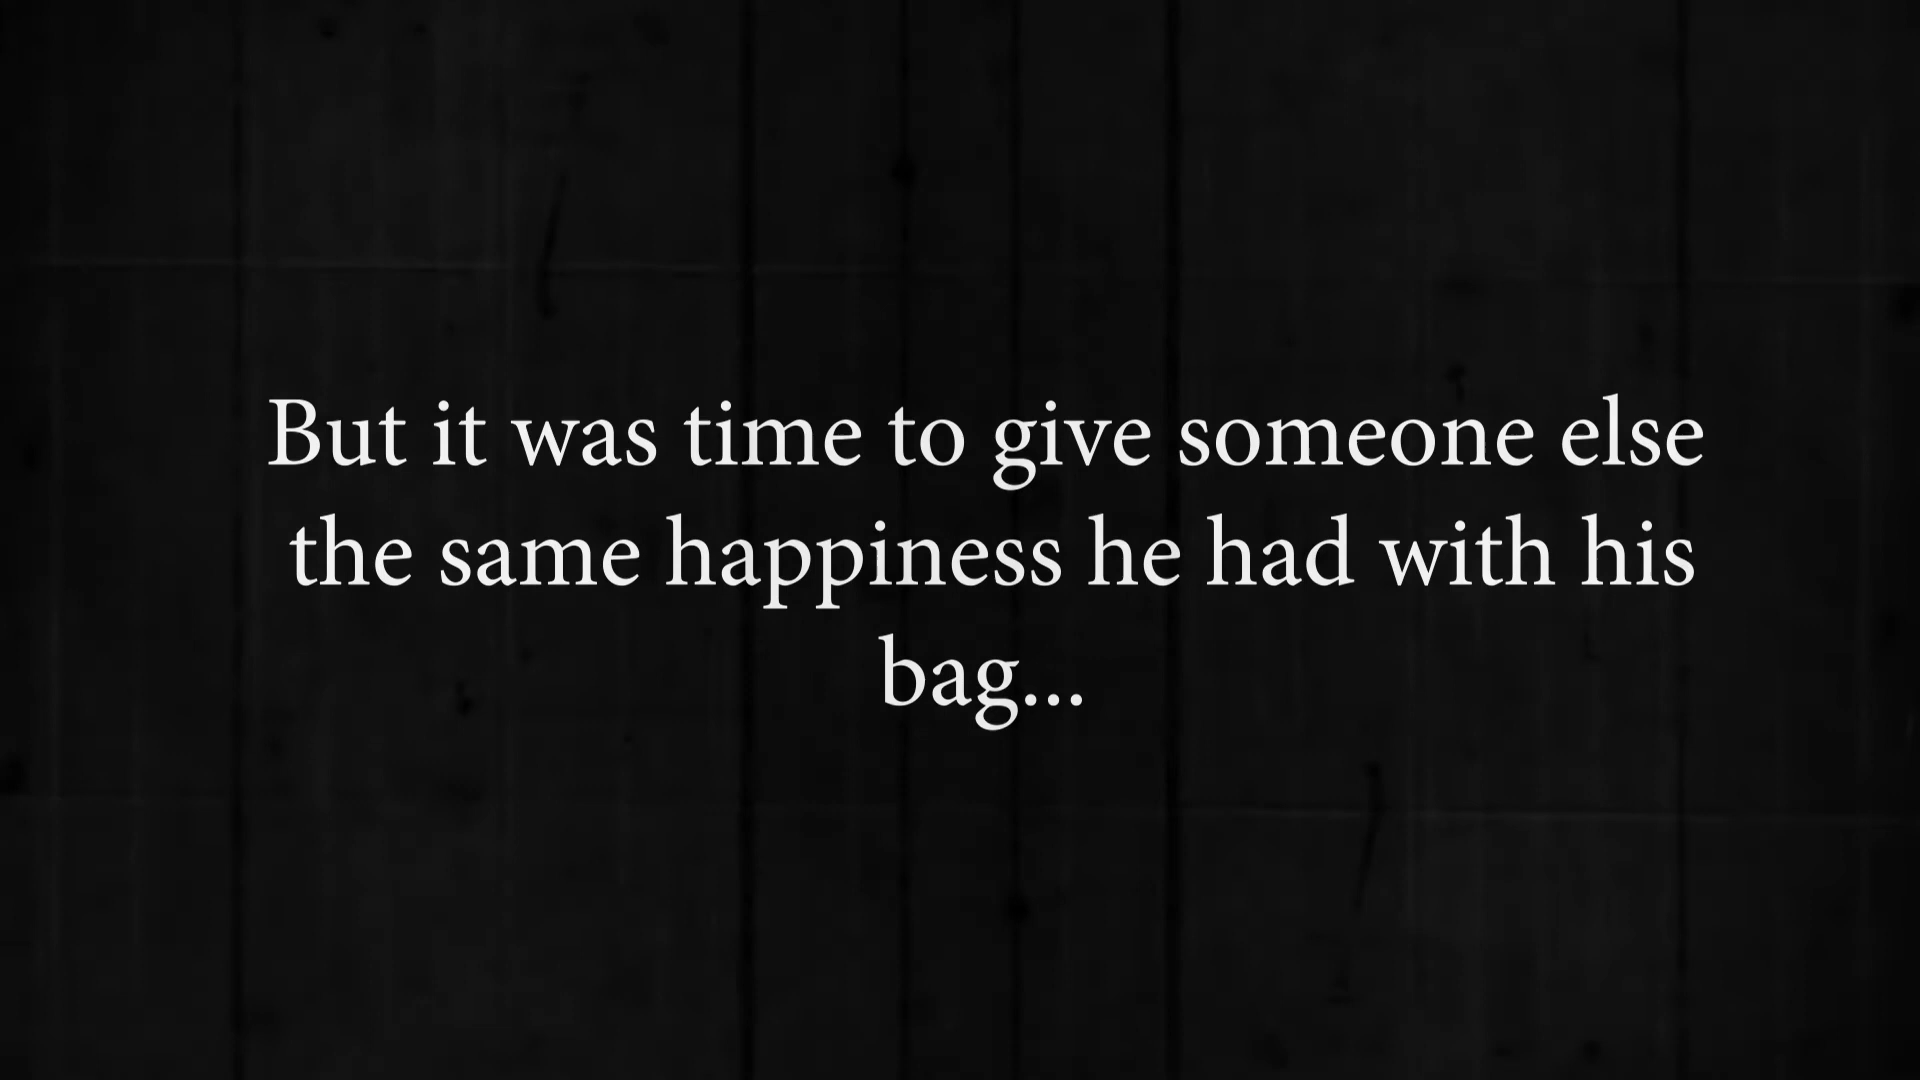 But it was time to give someone else
the same happiness he had with his
bag...